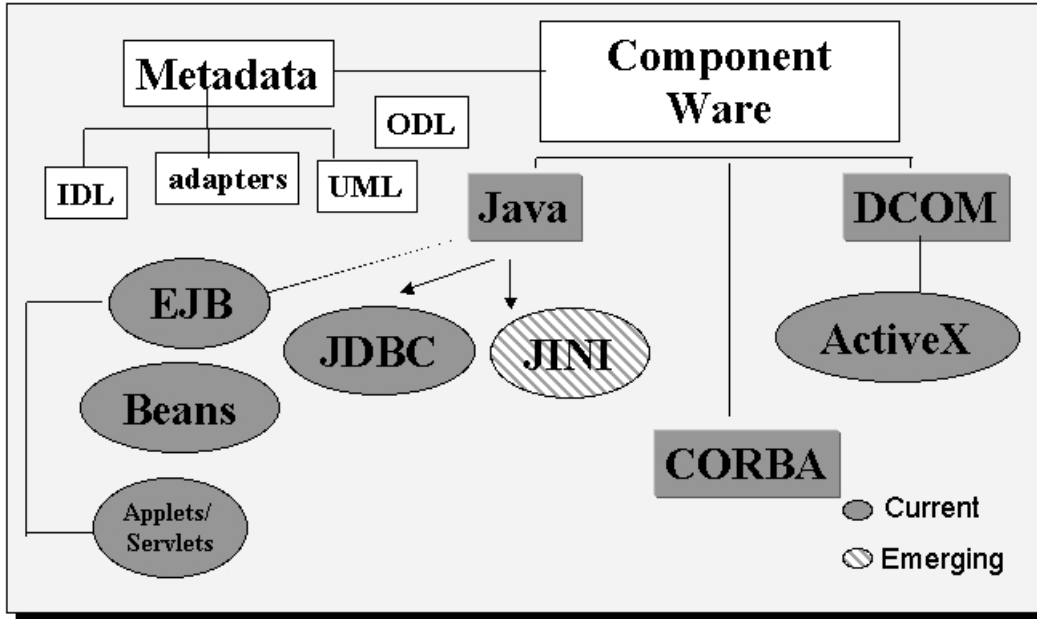 Metadata
Component
Ware
ODL
IDL
adapters
UML
Java
DCOM
EJB
JDBC
JINI
ActiveX
Beans
CORBA
Applets/
Servlets
Current
Emerging